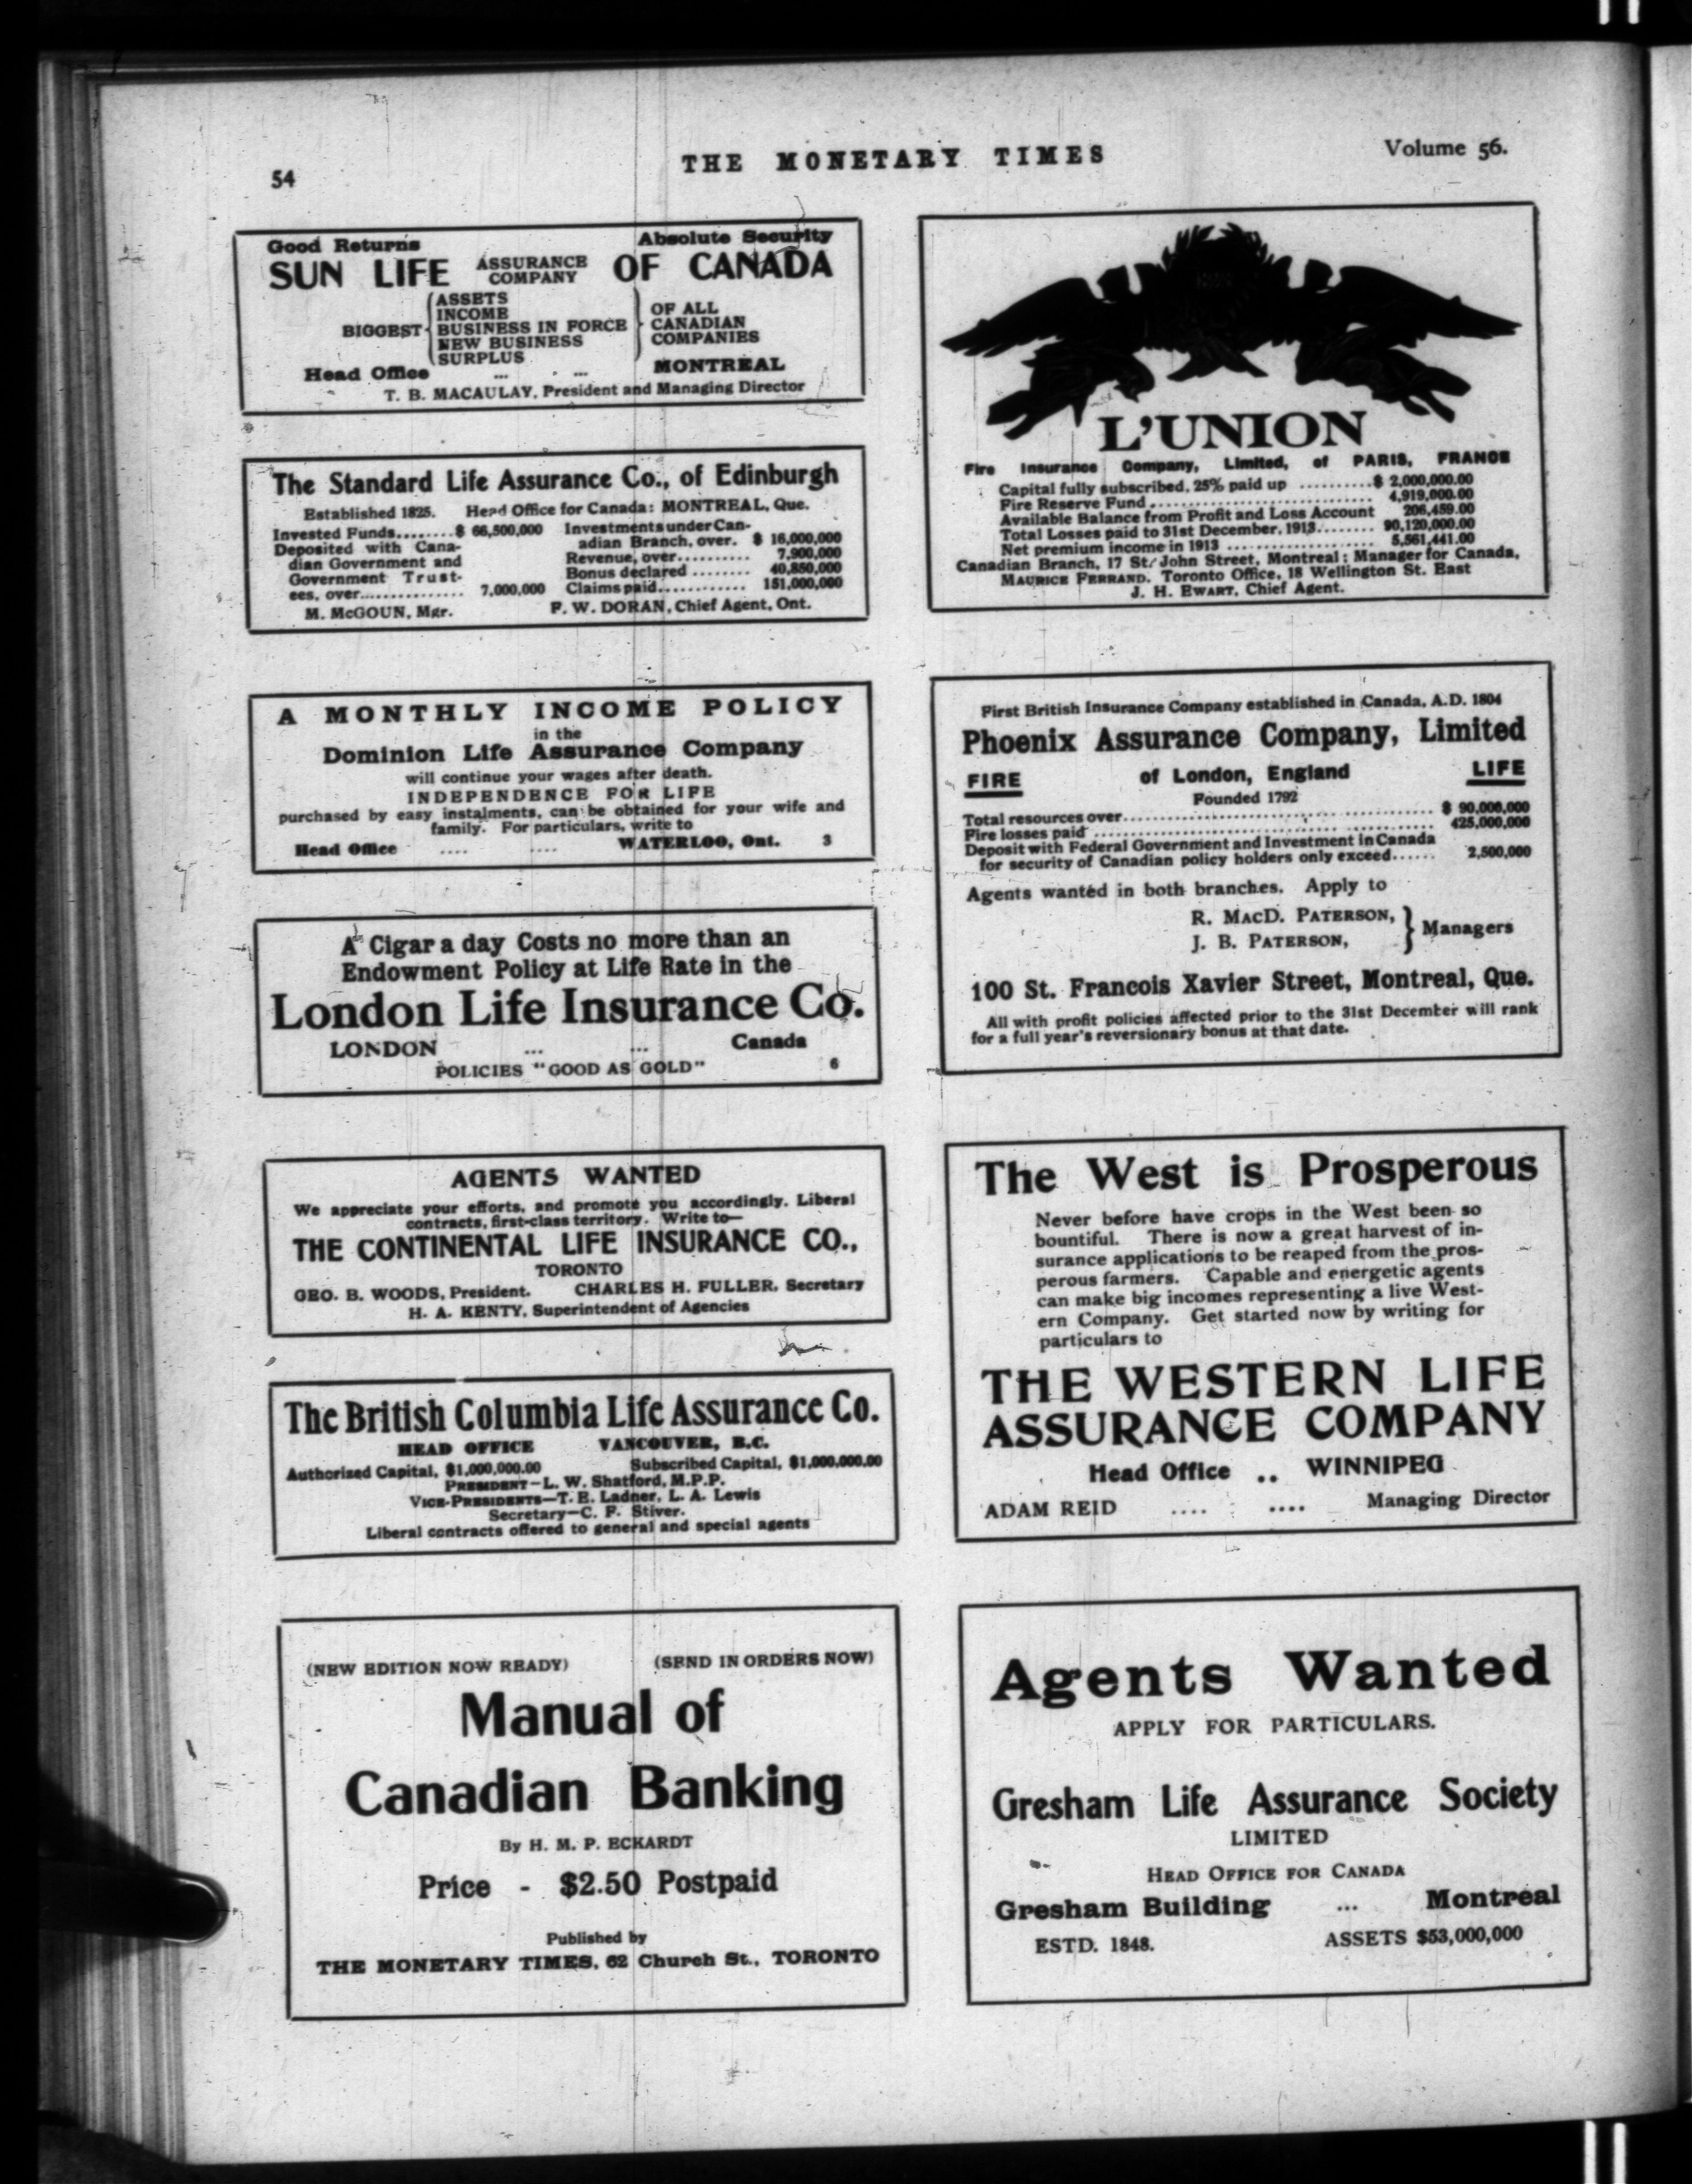 54
THE MONETARY TIMES
Volume 56.
Good Returns Absolute Security
SUN LIFE ASSURANCE COMPANY OF CANADA
BIGGEST
ASSETS
INCOME
BUSINESS IN FORCE
NEW BUSINESS
SURPLUS
OF ALL
CANADIAN
COMPANIES
Head Office ... ... MONTREAL
T. B. MACAULAY, President and Managing Director
The Standard Life Assurance Co., of Edinburgh
Established 1825. Head Office for Canada: MONTREAL, Que.
Invested Funds........$ 66,500,000
Deposited with Cana-
dian Government and
Government Trust-
ees, over............... 7,000,000
Investments under Can-
adian Branch, over. $ 16,000,000
Revenue, over.......... 7,900,000
Bonus declared ........ 40,850,000
Claims paid............ 151,000,000
M. McGOUN, Mgr. F. W. DORAN, Chief Agent, Ont.
A MONTHLY INCOME POLICY
in the
Dominion Life Assurance Company
will continue your wages after death.
INDEPENDENCE FOR LIFE
purchased by easy instalments, can be obtained for your wife and
family. For particulars, write to
Head Office .... .... WATERLOO, Ont. 3
A Cigar a day Costs no more than an
Endowment Policy at Life Rate in the
London Life Insurance Co.
LONDON ... ... Canada
POLICIES "GOOD AS GOLD" 6
AGENTS WANTED
We appreciate your efforts, and promote you accordingly. Liberal
contracts, first-class territory. Write to—
THE CONTINENTAL LIFE INSURANCE CO.,
TORONTO
GEO. B. WOODS, President. CHARLES H. FULLER, Secretary
H. A. KENTY, Superintendent of Agencies
The British Columbia Life Assurance Co.
HEAD OFFICE VANCOUVER, B.C.
Authorized Capital, $1,000,000.00 Subscribed Capital, $1,000,000.00
PRESIDENT—L. W. Shatford, M.P.P.
VICE-PRESIDENTS—T. E. Ladner, L. A. Lewis
Secretary—C. F. Stiver.
Liberal contracts offered to general and special agents
(NEW EDITION NOW READY) (SEND IN ORDERS NOW)
Manual of
Canadian Banking
By H. M. P. ECKARDT
Price - $2.50 Postpaid
Published by
THE MONETARY TIMES, 62 Church St., TORONTO
L'UNION
Fire Insurance Company, Limited, of PARIS, FRANCE
Capital fully subscribed, 25% paid up ..........$ 2,000,000.00
Fire Reserve Fund.............................. 4,919,000.00
Available Balance from Profit and Loss Account 206,459.00
Total Losses paid to 31st December, 1913........ 90,120,000.00
Net premium income in 1913 .................... 5,561,441.00
Canadian Branch, 17 St. John Street, Montreal; Manager for Canada,
MAURICE FERRAND. Toronto Office, 18 Wellington St. East
J. H. EWART, Chief Agent.
First British Insurance Company established in Canada, A.D. 1804
Phoenix Assurance Company, Limited
FIRE of London, England LIFE
Founded 1792
Total resources over............................................ $ 90,000,000
Fire losses paid ................................................ 425,000,000
Deposit with Federal Government and Investment in Canada
for security of Canadian policy holders only exceed...... 2,500,000
Agents wanted in both branches. Apply to
R. MACD. PATERSON,
J. B. PATERSON,
Managers
100 St. Francois Xavier Street, Montreal, Que.
All with profit policies affected prior to the 31st December will rank
for a full year's reversionary bonus at that date.
The West is Prosperous
Never before have crops in the West been so
bountiful. There is now a great harvest of in-
surance applications to be reaped from the pros-
perous farmers. Capable and energetic agents
can make big incomes representing a live West-
ern Company. Get started now by writing for
particulars to
THE WESTERN LIFE
ASSURANCE COMPANY
Head Office .. WINNIPEG
ADAM REID .... .... Managing Director
Agents Wanted
APPLY FOR PARTICULARS.
Gresham Life Assurance Society
LIMITED
HEAD OFFICE FOR CANADA
Gresham Building ... Montreal
ESTD. 1848. ASSETS $53,000,000